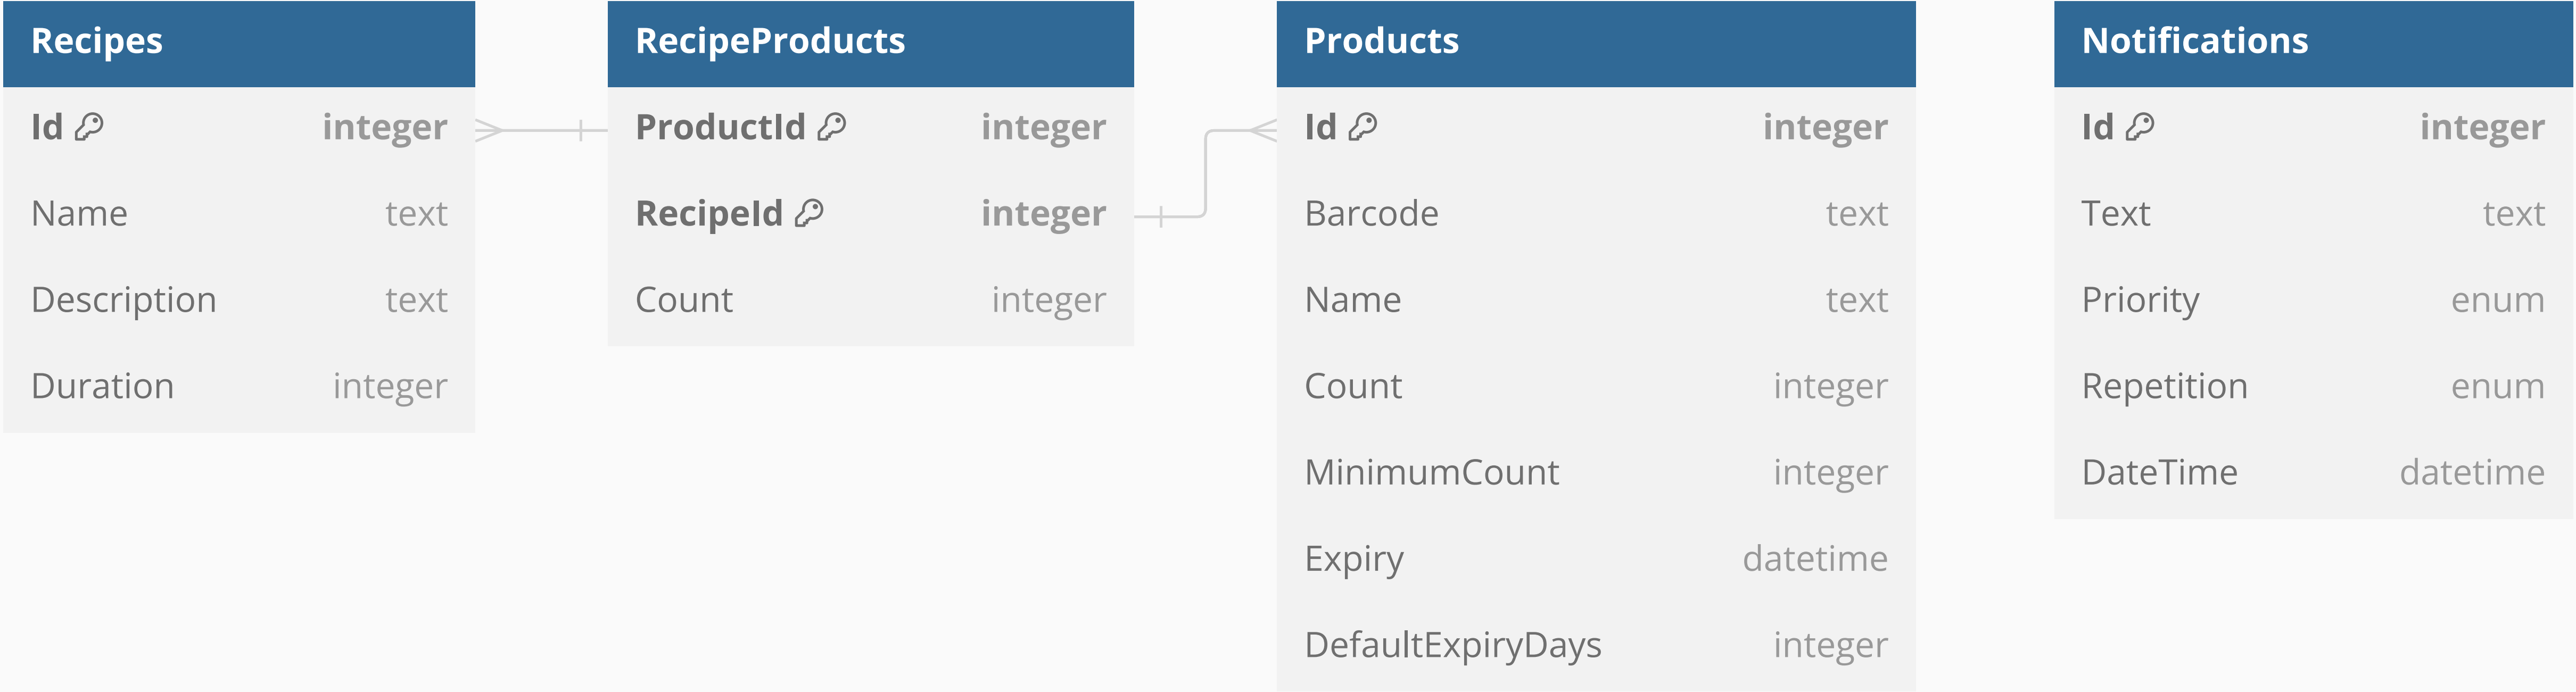 Recipes
Id integer
Name text
Description text
Duration integer
RecipeProducts
ProductId integer
RecipeId integer
Count integer
Products
Id integer
Barcode text
Name text
Count integer
MinimumCount integer
Expiry datetime
DefaultExpiryDays integer
Notifications
Id integer
Text text
Priority enum
Repetition enum
DateTime datetime